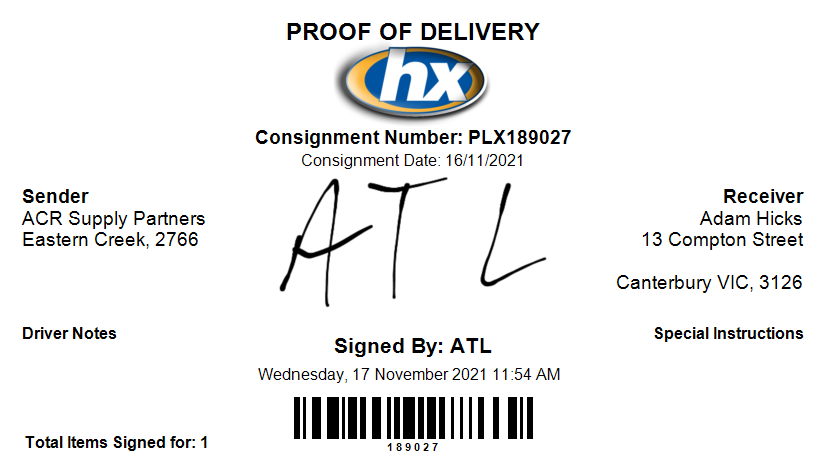 PROOF OF DELIVERY
hx
Consignment Number: PLX189027
Consignment Date: 16/11/2021
Sender
ACR Supply Partners
Eastern Creek, 2766
ATL
Receiver
Adam Hicks
13 Compton Street
Canterbury VIC, 3126
Driver Notes
Special Instructions
Signed By: ATL
Wednesday, 17 November 2021 11:54 AM
189027
Total Items Signed for: 1